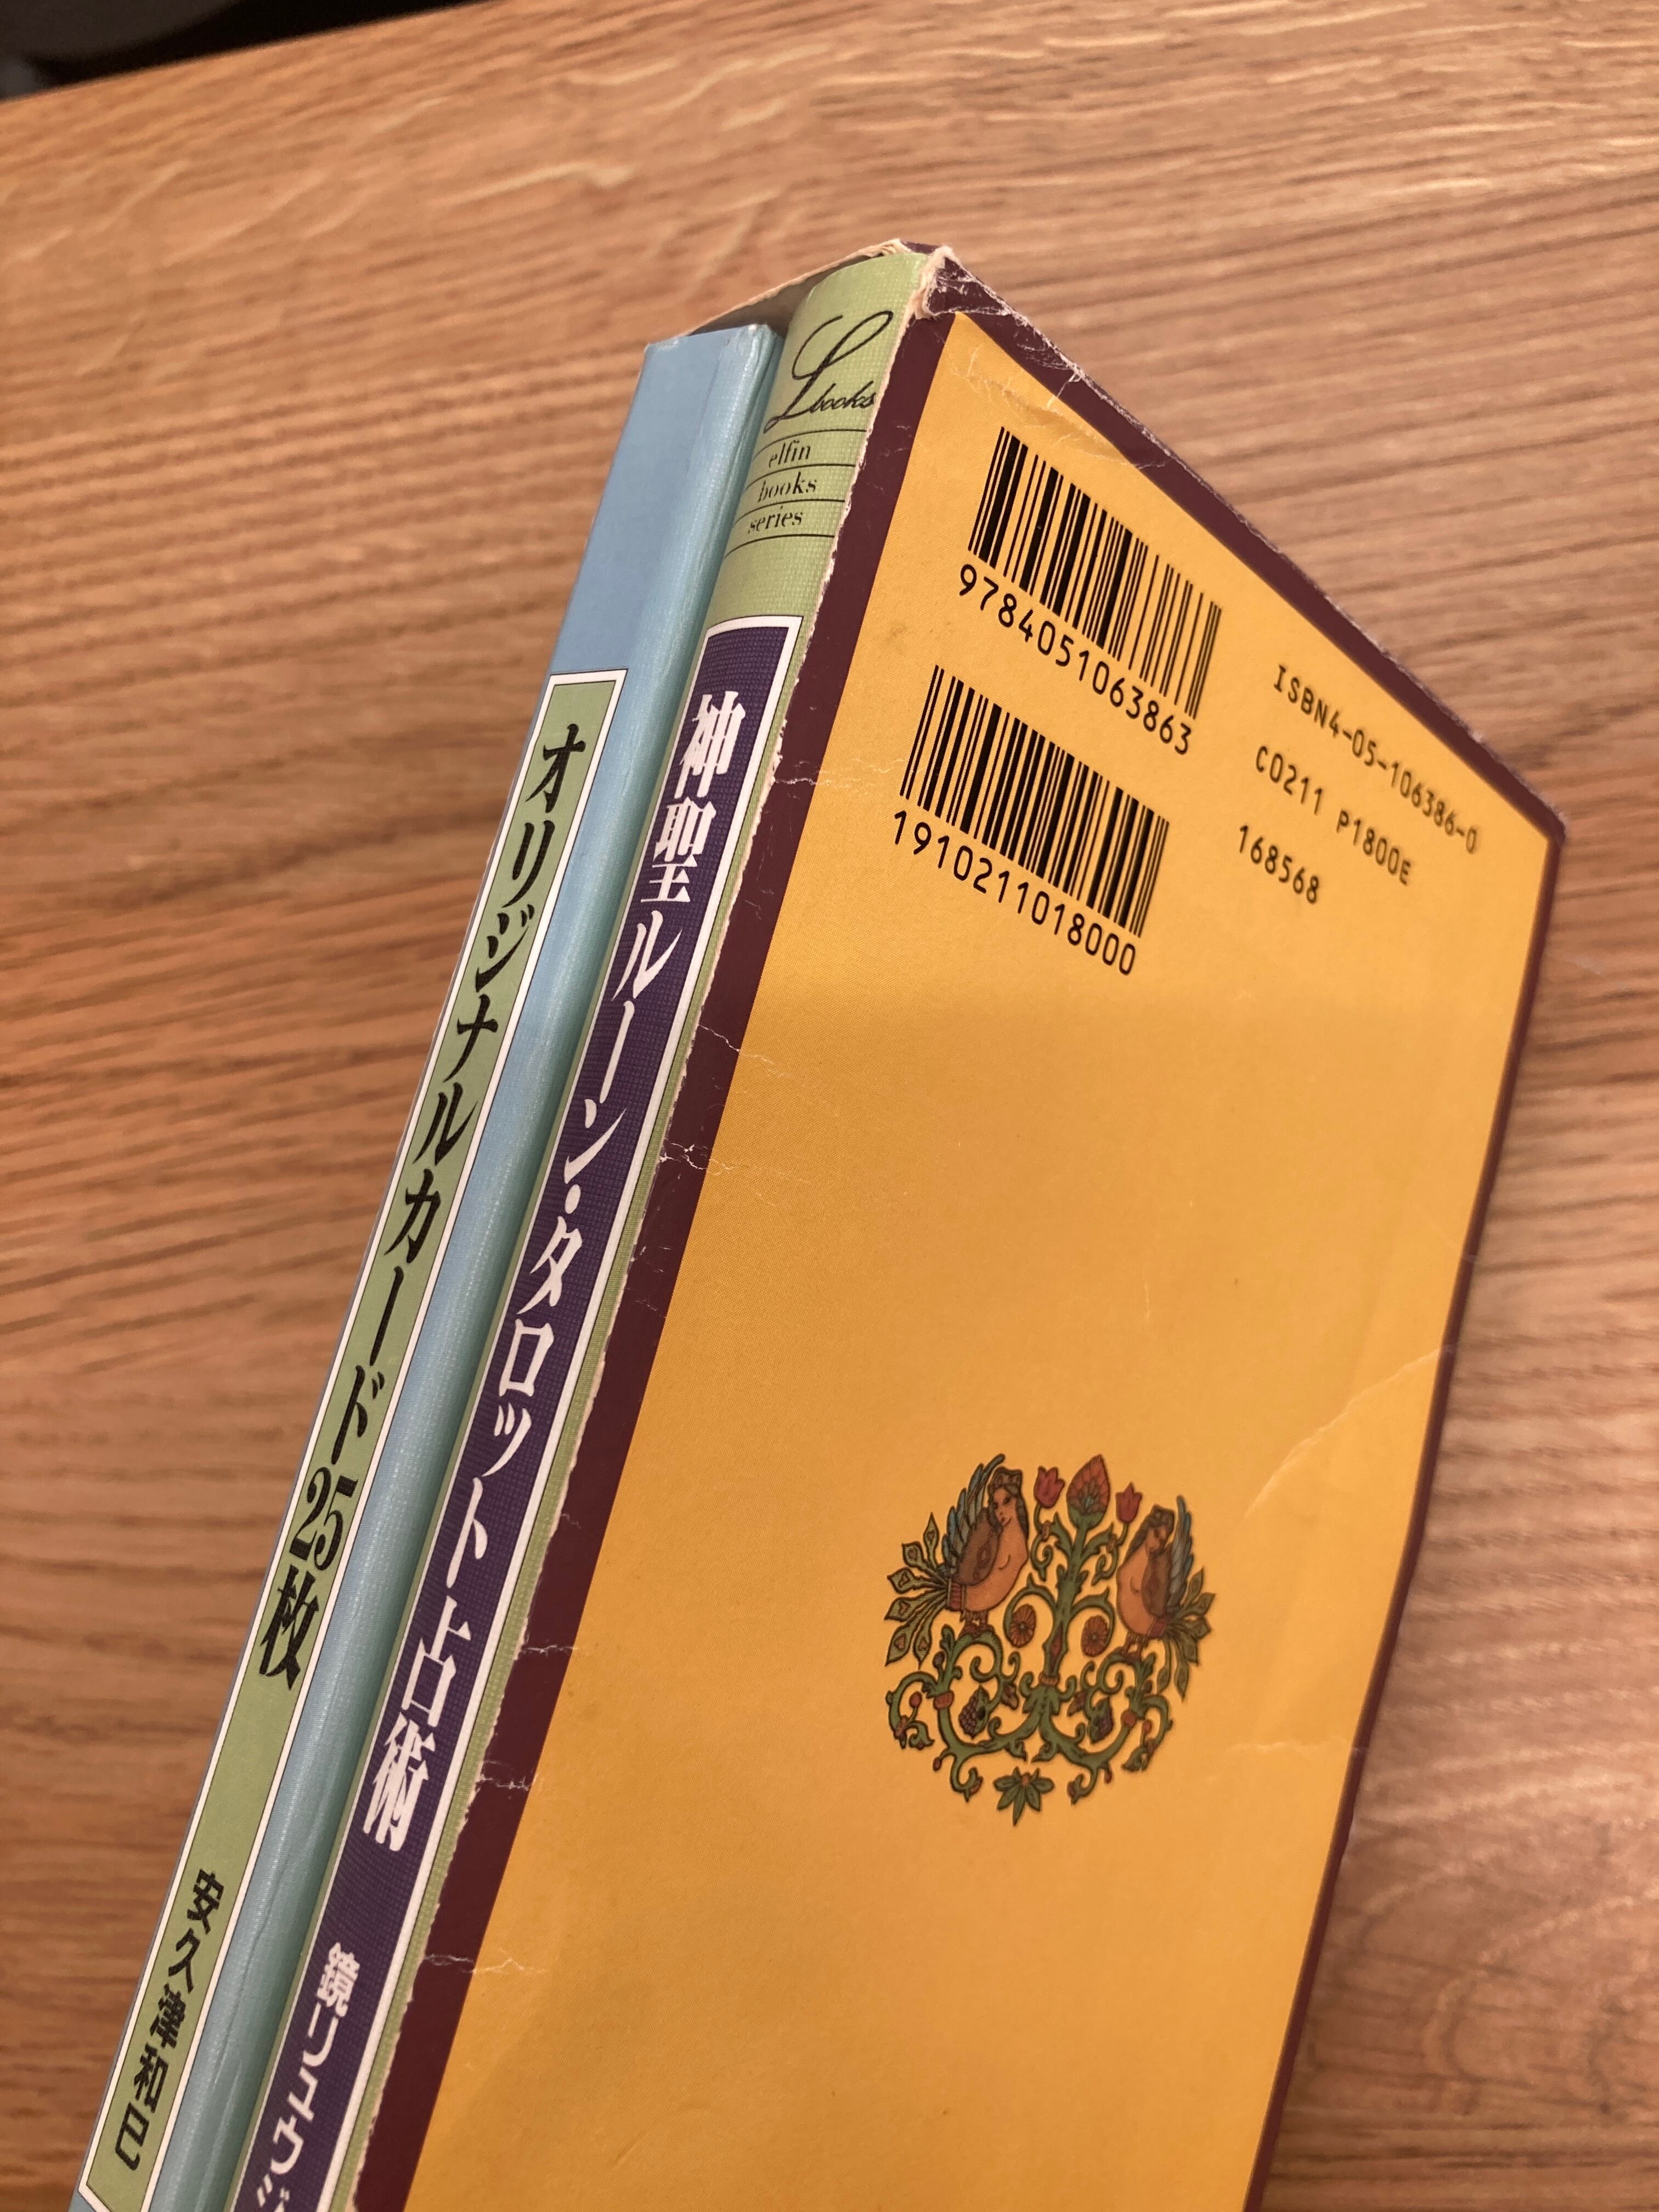 オリジナルカード25枚
安久津和巳
L books
elfin
books
series
神聖ルーン・タロット占術
鏡リュウジ
9784051063863
1910211018000
ISBN4-05-106386-0
C0211 P1800E
168568